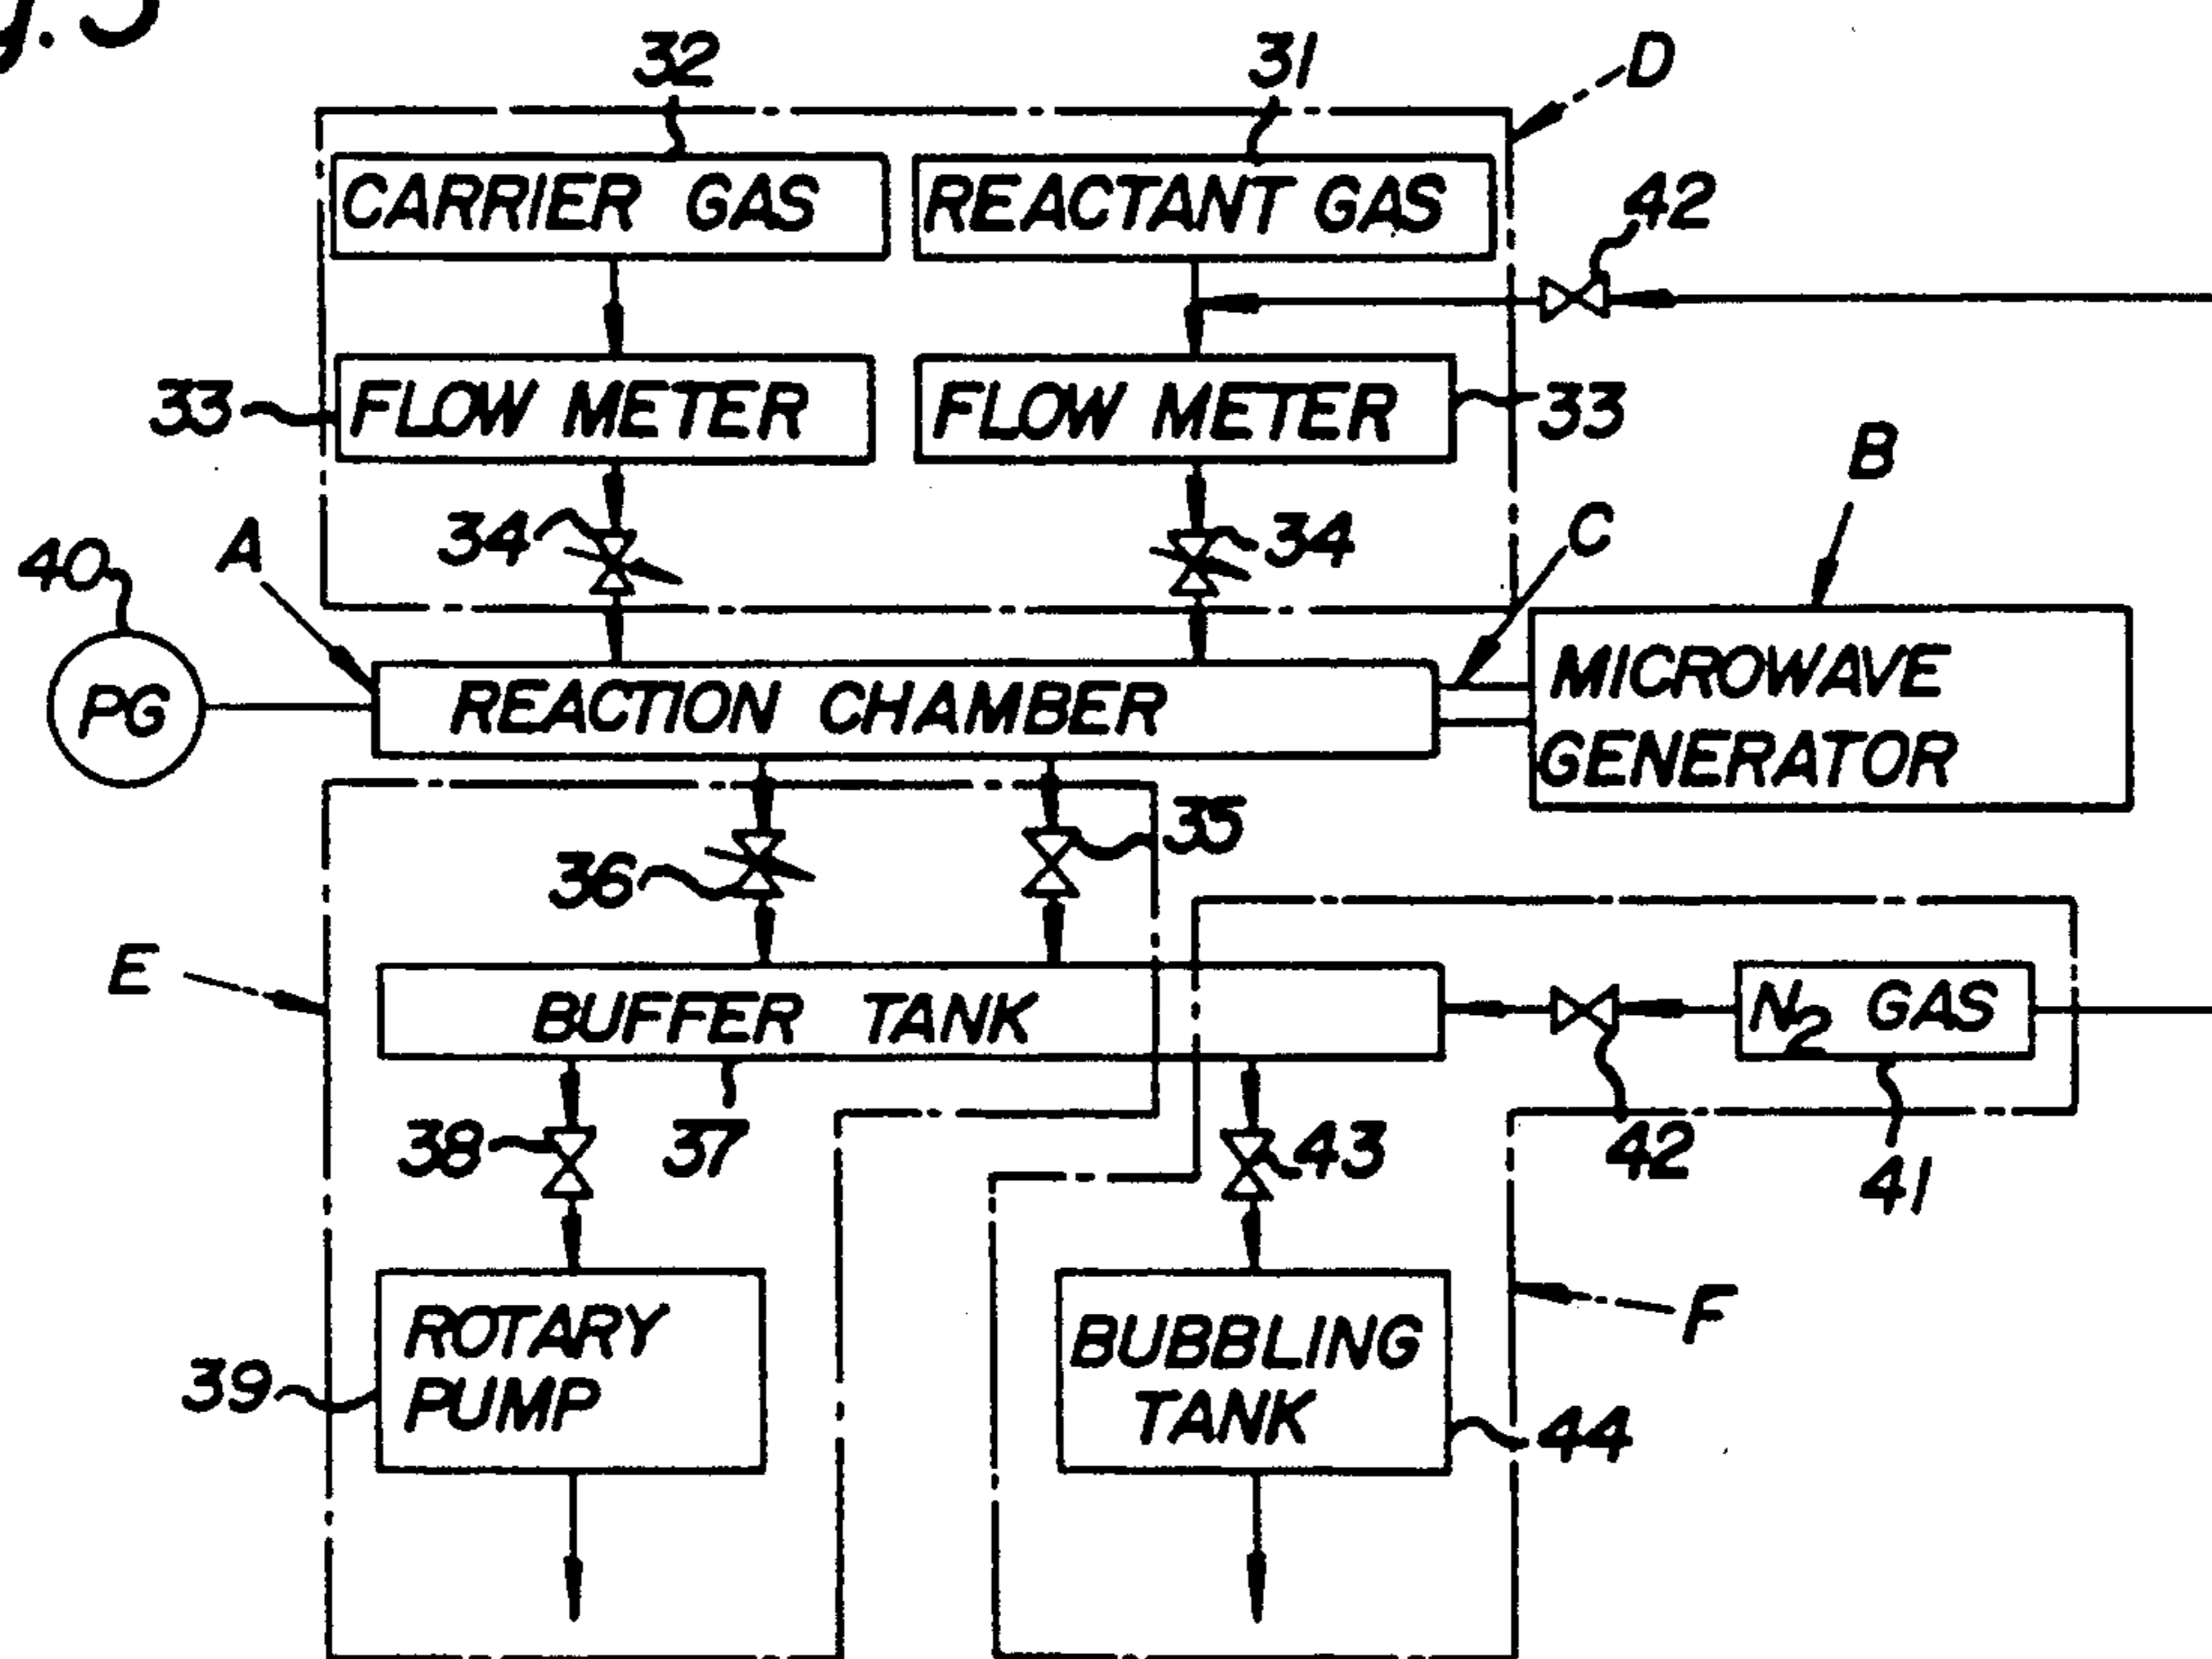 g. 5
32
31
D
CARRIER GAS
REACTANT GAS
42
33
FLOW METER
FLOW METER
33
B
34
34
C
A
40
PG
REACTION CHAMBER
MICROWAVE
GENERATOR
36
35
E
BUFFER TANK
N2 GAS
38
37
43
42
41
ROTARY
PUMP
39
BUBBLING
TANK
F
44